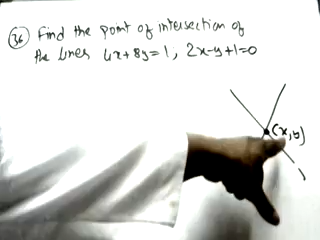 36 Find the point of intersection of
the lines 4x+8y=1; 2x-y+1=0
(x,y)